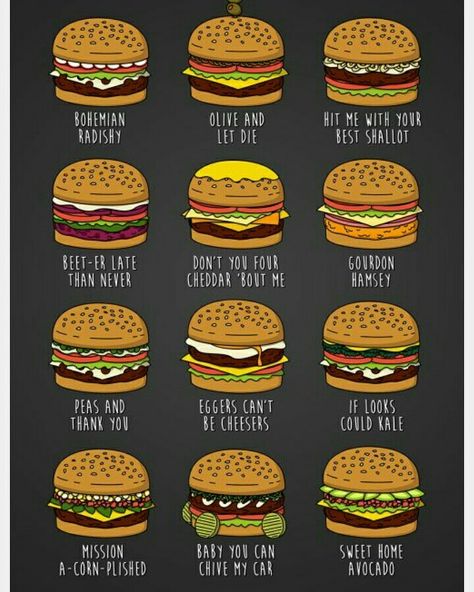 BOHEMIAN
RADISHY
OLIVE AND
LET DIE
HIT ME WITH YOUR
BEST SHALLOT
BEET-ER LATE
THAN NEVER
DON'T YOU FOUR
CHEDDAR 'BOUT ME
GOURDON
HAMSEY
PEAS AND
THANK YOU
EGGERS CAN'T
BE CHEESERS
IF LOOKS
COULD KALE
MISSION
A-CORN-PLISHED
BABY YOU CAN
CHIVE MY CAR
SWEET HOME
AVOCADO